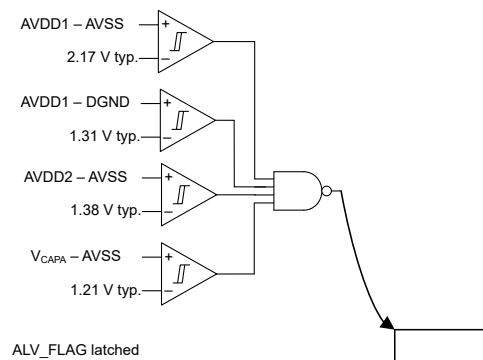 AVDD1 – AVSS
+
2.17 V typ.
–
AVDD1 – DGND
+
1.31 V typ.
–
AVDD2 – AVSS
+
1.38 V typ.
–
VCAPA – AVSS
+
1.21 V typ.
–
ALV_FLAG latched